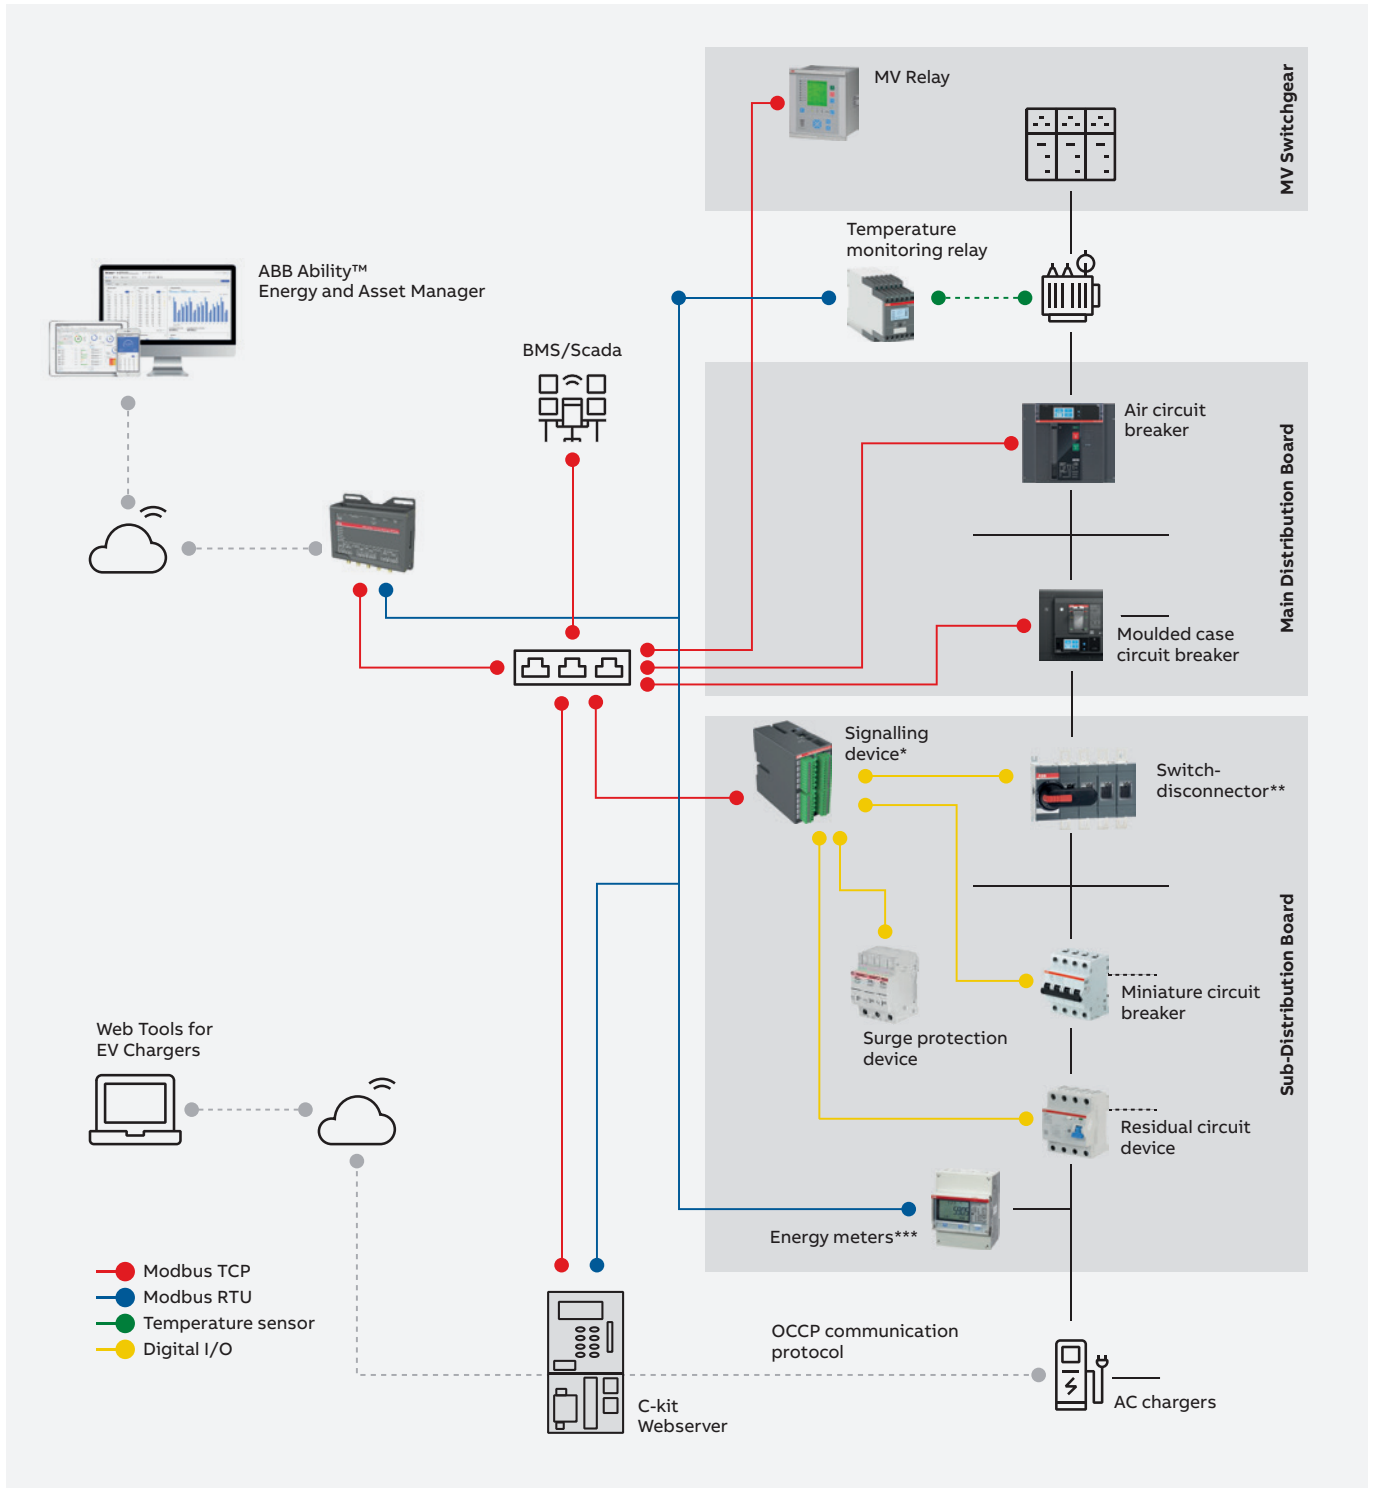 MV Relay
MV Switchgear
Temperature
monitoring relay
ABB Ability™
Energy and Asset Manager
BMS/Scada
Air circuit
breaker
Main Distribution Board
Moulded case
circuit breaker
Signalling
device*
Switch-
disconnector**
Sub-Distribution Board
Miniature circuit
breaker
Surge protection
device
Web Tools for
EV Chargers
Residual circuit
device
Energy meters***
Modbus TCP
Modbus RTU
Temperature sensor
Digital I/O
OCCP communication
protocol
C-kit
Webserver
AC chargers